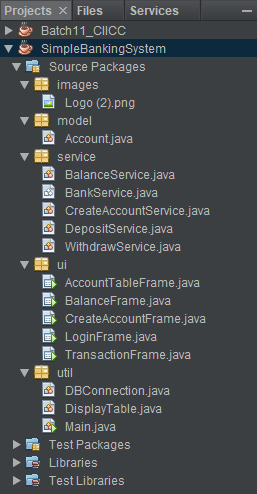 Projects Files Services
Batch11_CIICC
SimpleBankingSystem
Source Packages
images
Logo (2).png
model
Account.java
service
BalanceService.java
BankService.java
CreateAccountService.java
DepositService.java
WithdrawService.java
ui
AccountTableFrame.java
BalanceFrame.java
CreateAccountFrame.java
LoginFrame.java
TransactionFrame.java
util
DBConnection.java
DisplayTable.java
Main.java
Test Packages
Libraries
Test Libraries